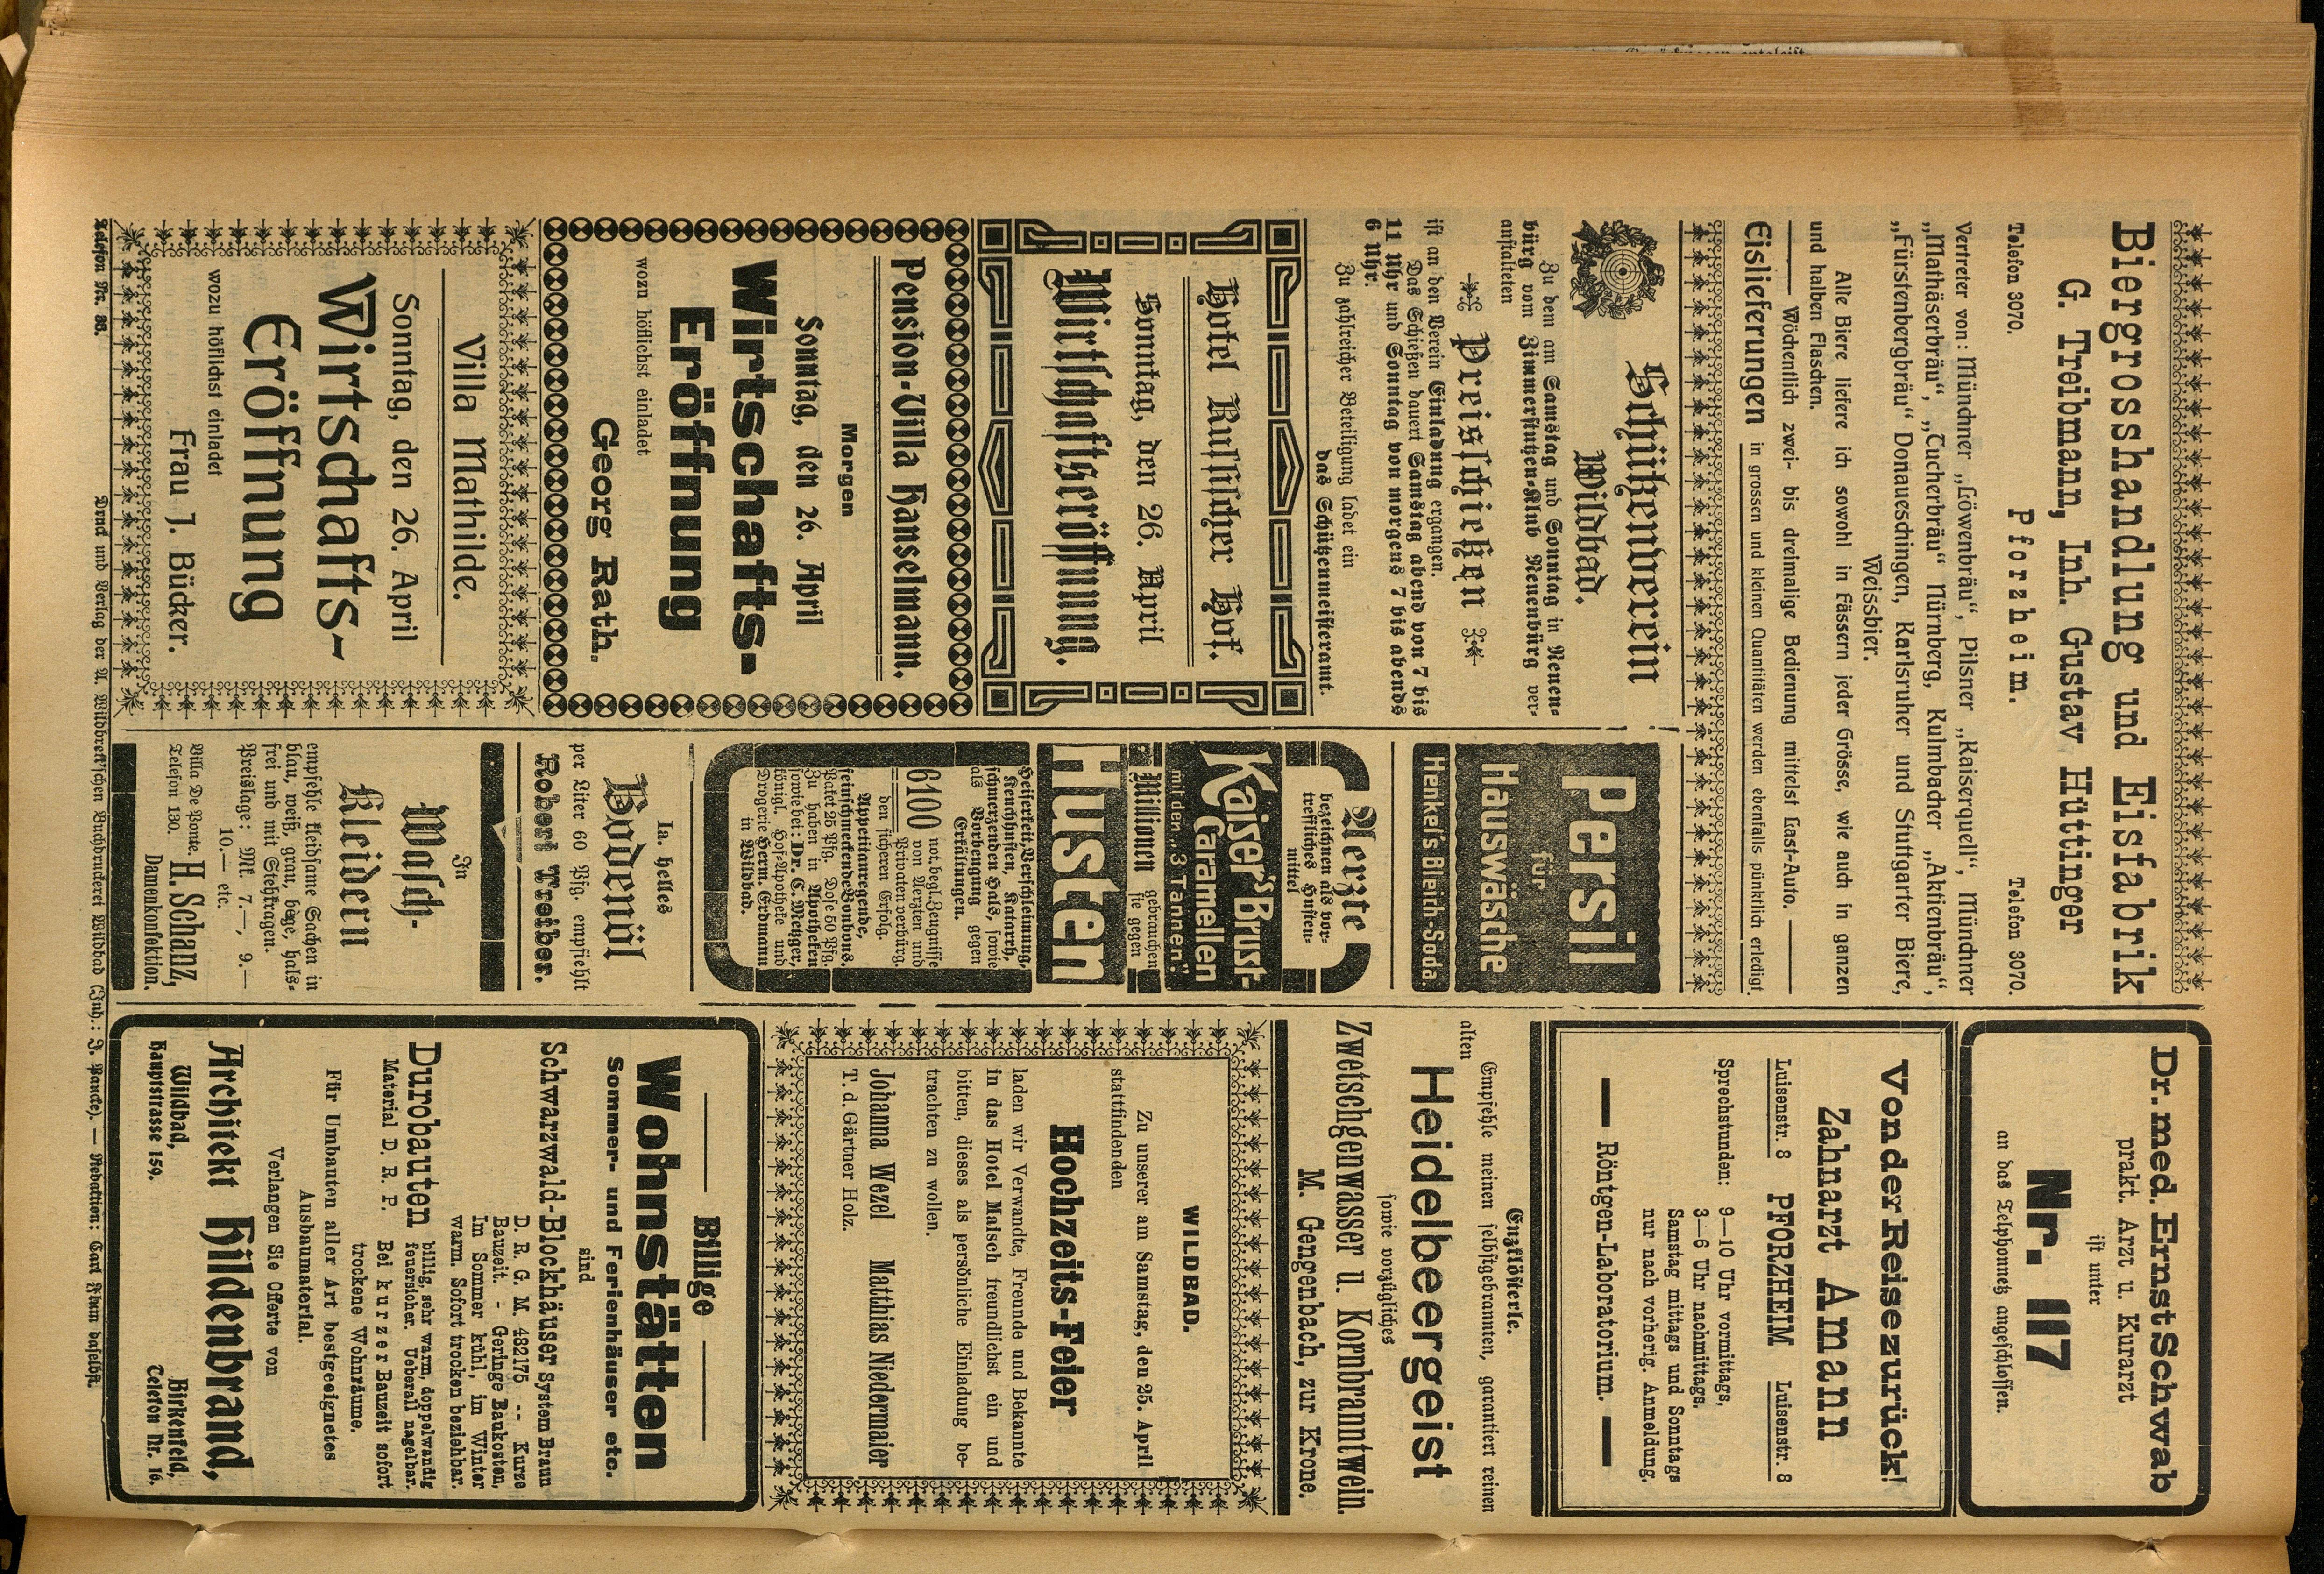 Biergrosshandlung und Eisfabrik
G. Treibmann, Inh. Gustav Hüttinger
Telefon 3070. Pforzheim. Telefon 3070.
Vertreter von: Münchner „Löwenbräu“, Pilsner „Kaiserquell“, Münchner
„Mathäserbräu“, „Tucherbräu“ Nürnberg, Kulmbacher „Aktienbräu“,
„Fürstenbergbräu“ Donaueschingen, Karlsruher und Stuttgarter Biere,
Weissbier.
Alle Biere liefere ich sowohl in Fässern jeder Grösse, wie auch in ganzen
und halben Flaschen.
Wöchentlich zwei- bis dreimalige Bedienung mittelst Last-Auto.
Eislieferungen in grossen und kleinen Quantitäten werden ebenfalls pünktlich erledigt.
Schützenverein
Wildbad.
Zu dem am Samstag und Sonntag in Neuen-
bürg vom Zimmerstutzen-Klub Neuenbürg ver-
anstalteten
Preisschießen
ist an den Verein Einladung ergangen.
Das Schießen dauert Samstag abend von 7 bis
11 Uhr und Sonntag von morgens 7 bis abends
6 Uhr.
Zu zahlreicher Beteiligung ladet ein
das Schützenmeisteramt.
Hotel Russischer Hof.
Sonntag, den 26. April
Wirtschaftseröffnung.
Pension-Villa Hanselmann.
Morgen
Sonntag, den 26. April
Wirtschafts-
Eröffnung
wozu höflichst einladet
Georg Rath.
Villa Mathilde.
Sonntag, den 26. April
Wirtschafts-
Eröffnung
wozu höflichst einladet
Frau J. Bücker.
Persil
für
Hauswäsche
Henkel's Bleich-Soda.
Aerzte
bezeichnen als vor-
treffliches Husten-
mittel
Kaiser's Brust-
Caramellen
mit den „3 Tannen“.
Millionen gebrauchen
sie gegen
Husten
Heiserkeit, Verschleimung,
Keuchhusten, Katarrh,
schmerzenden Hals, sowie
als Vorbeugung gegen
Erkältungen.
6100 not. begl. Zeugnisse
von Aerzten und
Privaten verbürg.
den sicheren Erfolg.
Appetitanregende,
feinschmeckende Bonbons.
Paket 25 Pfg. Dose 50 Pfg.
Zu haben in Apotheken
sowie bei: Dr. C. Metzger,
Königl. Hof-Apotheke und
Drogerie Herm. Erdmann
in Wildbad.
Ia. helles
Bodenöl
per Liter 60 Pfg. empfiehlt
Robert Treiber.
In
Wasch-
Kleidern
empfehle kleidsame Sachen in
blau, weiß, grau, beige, hals-
frei und mit Stehkragen.
Preislage: Mk. 7.—, 9.—
10.— etc.
Villa De Ponte. H. Schanz,
Telefon 130. Damenkonfektion.
Dr. med. Ernst Schwab
prakt. Arzt u. Kurarzt
ist unter
Nr. 117
an das Telphonnetz angeschlossen.
Von der Reise zurück!
Zahnarzt Amann
Luisenstr. 8 PFORZHEIM Luisenstr. 8
Sprechstunden: 9—10 Uhr vormittags,
3—6 Uhr nachmittags.
Samstag mittags und Sonntags
nur nach vorherig. Anmeldung.
Röntgen-Laboratorium.
Enzklösterle.
Empfehle meinen selbstgebrannten, garantiert reinen
alten
Heidelbeergeist
sowie vorzügliches
Zwetschgenwasser u. Kornbranntwein.
M. Gengenbach, zur Krone.
WILDBAD.
Zu unserer am Samstag, den 25. April
stattfindenden
Hochzeits-Feier
laden wir Verwandte, Freunde und Bekannte
in das Hotel Maisch freundlichst ein und
bitten, dieses als persönliche Einladung be-
trachten zu wollen.
Johanna Wezel Matthias Niedermaier
T. d. Gärtner Holz.
Billige
Wohnstätten
Sommer- und Ferienhäuser etc.
sind
Schwarzwald-Blockhäuser System Braun
D. R. G. M. 482175 -- Kurze
Bauzeit. - Geringe Baukosten,
Im Sommer kühl, im Winter
warm. Sofort trocken beziehbar.
Durobauten billig, sehr warm, doppelwandig
feuersicher. Ueberall nagelbar.
Material D. R. P. Bei kurzer Bauzeit sofort
trockene Wohnräume.
Für Umbauten aller Art bestgeeignetes
Ausbaumaterial.
Verlangen Sie Offerte von
Architekt Hildenbrand,
Wildbad, Birkenfeld,
Hauptstrasse 159. Telefon Nr. 16.
Telefon Nr. 33. Druck und Verlag der A. Wildbrett'schen Buchdruckerei Wildbad (Inh.: J. Paucke). — Redaktion: Carl Flum daselbst.